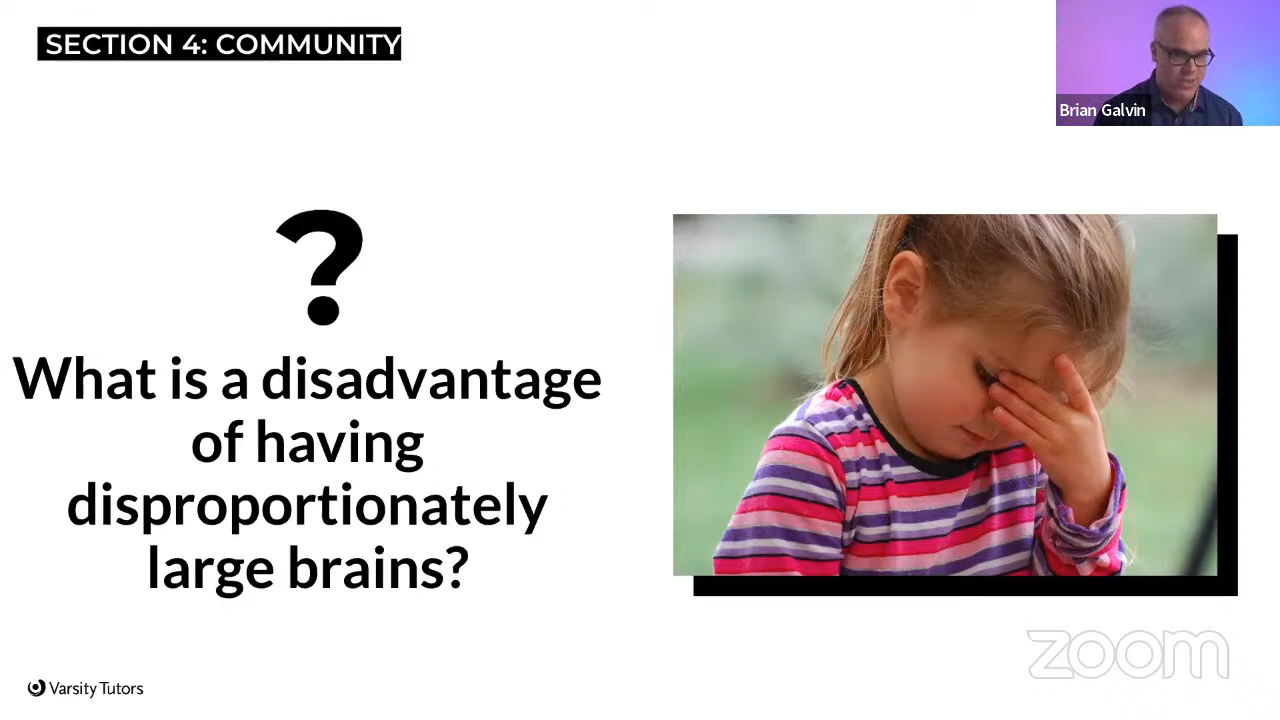 SECTION 4: COMMUNITY
Brian Galvin
?
What is a disadvantage
of having
disproportionately
large brains?
zoom
Varsity Tutors